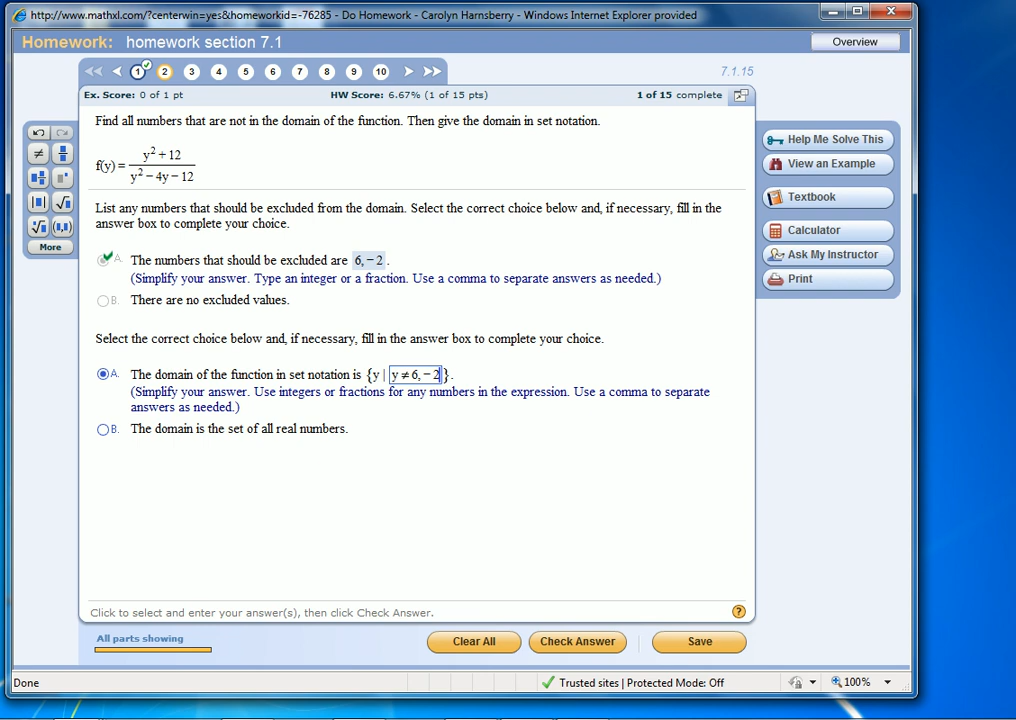 http://www.mathxl.com/?centerwin=yes&homeworkid=-76285 - Do Homework - Carolyn Harnsberry - Windows Internet Explorer provided
Homework: homework section 7.1
Overview
1 2 3 4 5 6 7 8 9 10
7.1.15
Ex. Score: 0 of 1 pt HW Score: 6.67% (1 of 15 pts) 1 of 15 complete
Find all numbers that are not in the domain of the function. Then give the domain in set notation.
f(y) = (y² + 12)/(y² − 4y − 12)
List any numbers that should be excluded from the domain. Select the correct choice below and, if necessary, fill in the
answer box to complete your choice.
A. The numbers that should be excluded are 6, − 2 .
(Simplify your answer. Type an integer or a fraction. Use a comma to separate answers as needed.)
B. There are no excluded values.
Select the correct choice below and, if necessary, fill in the answer box to complete your choice.
A. The domain of the function in set notation is {y | y ≠ 6, − 2 }.
(Simplify your answer. Use integers or fractions for any numbers in the expression. Use a comma to separate
answers as needed.)
B. The domain is the set of all real numbers.
More
Help Me Solve This
View an Example
Textbook
Calculator
Ask My Instructor
Print
Click to select and enter your answer(s), then click Check Answer. ?
All parts showing
Clear All Check Answer Save
Done Trusted sites | Protected Mode: Off 100%